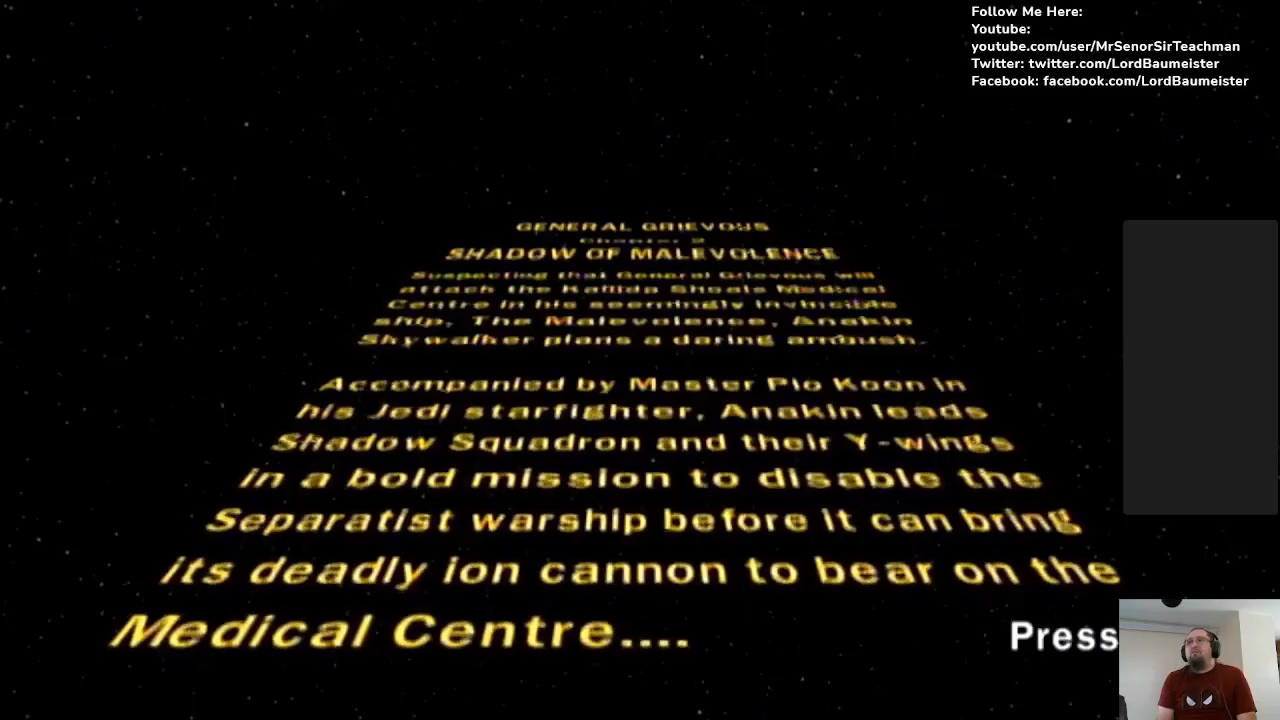 Follow Me Here:
Youtube:
youtube.com/user/MrSenorSirTeachman
Twitter: twitter.com/LordBaumeister
Facebook: facebook.com/LordBaumeister
GENERAL GRIEVOUS
Chapter 2
SHADOW OF MALEVOLENCE
Suspecting that General Grievous will
attack the Kaliida Shoals Medical
Centre in his seemingly invincible
ship, The Malevolence, Anakin
Skywalker plans a daring ambush.
Accompanied by Master Plo Koon in
his Jedi starfighter, Anakin leads
Shadow Squadron and their Y-wings
in a bold mission to disable the
Separatist warship before it can bring
its deadly ion cannon to bear on the
Medical Centre....
Press